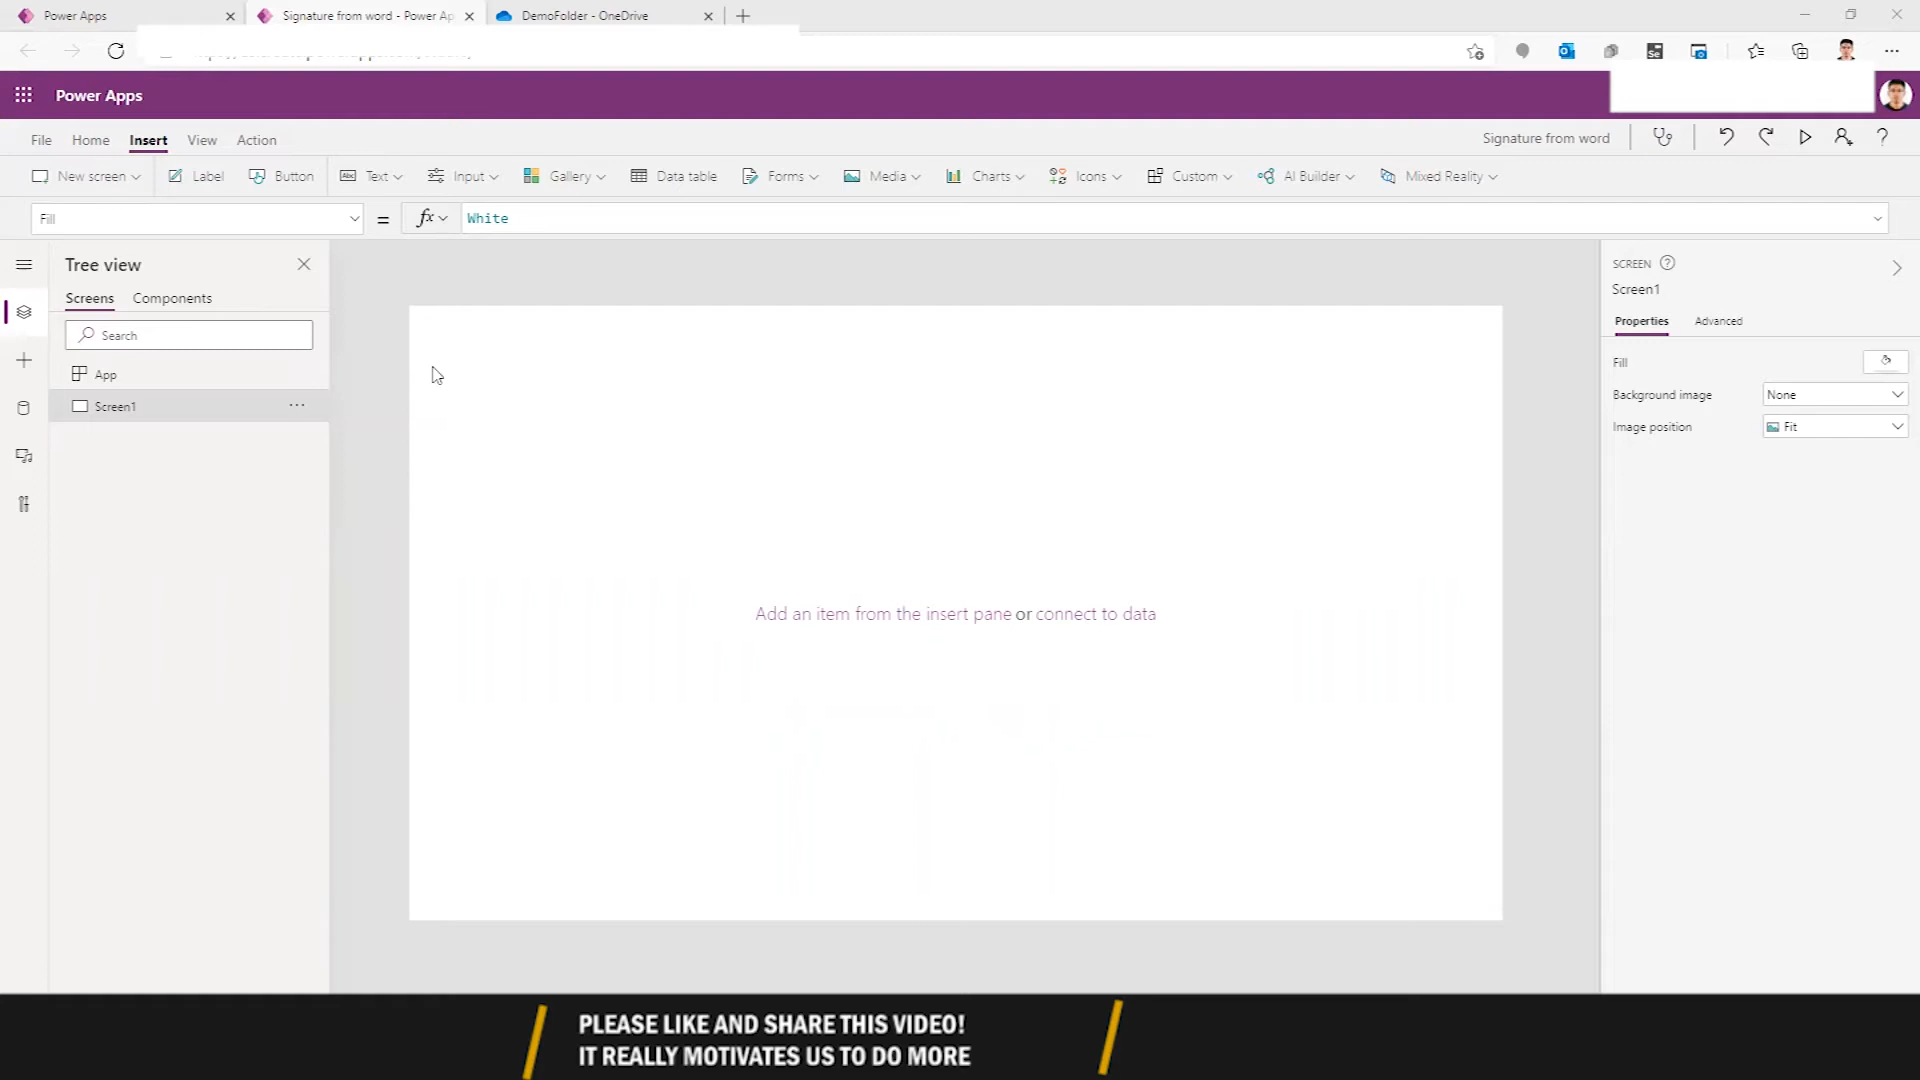 Power Apps
Signature from word - Power Ap
DemoFolder - OneDrive
Power Apps
File Home Insert View Action
Signature from word
New screen Label Button Text Input Gallery Data table Forms Media Charts Icons Custom AI Builder Mixed Reality
Fill = fx White
Tree view
Screens Components
Search
App
Screen1
Add an item from the insert pane or connect to data
SCREEN
Screen1
Properties Advanced
Fill
Background image None
Image position Fit
PLEASE LIKE AND SHARE THIS VIDEO!
IT REALLY MOTIVATES US TO DO MORE